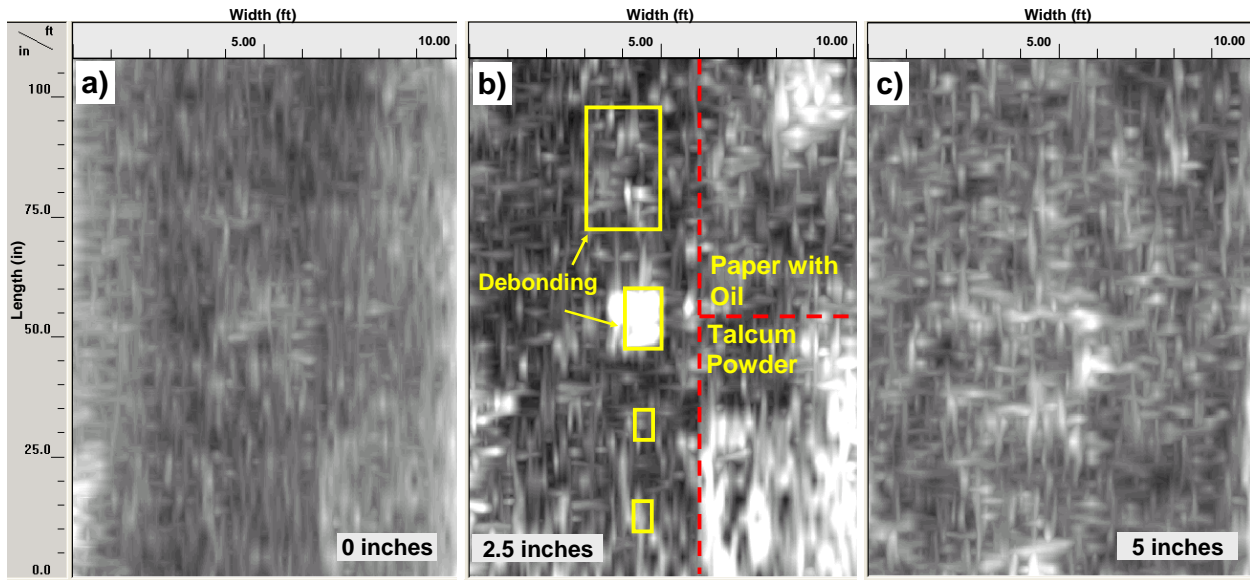 Width (ft)
Width (ft)
Width (ft)
ft
in
5.00
10.00
5.00
10.00
5.00
10.00
a)
b)
c)
100
75.0
Length (in)
50.0
25.0
0.0
Debonding
Paper with
Oil
Talcum
Powder
0 inches
2.5 inches
5 inches